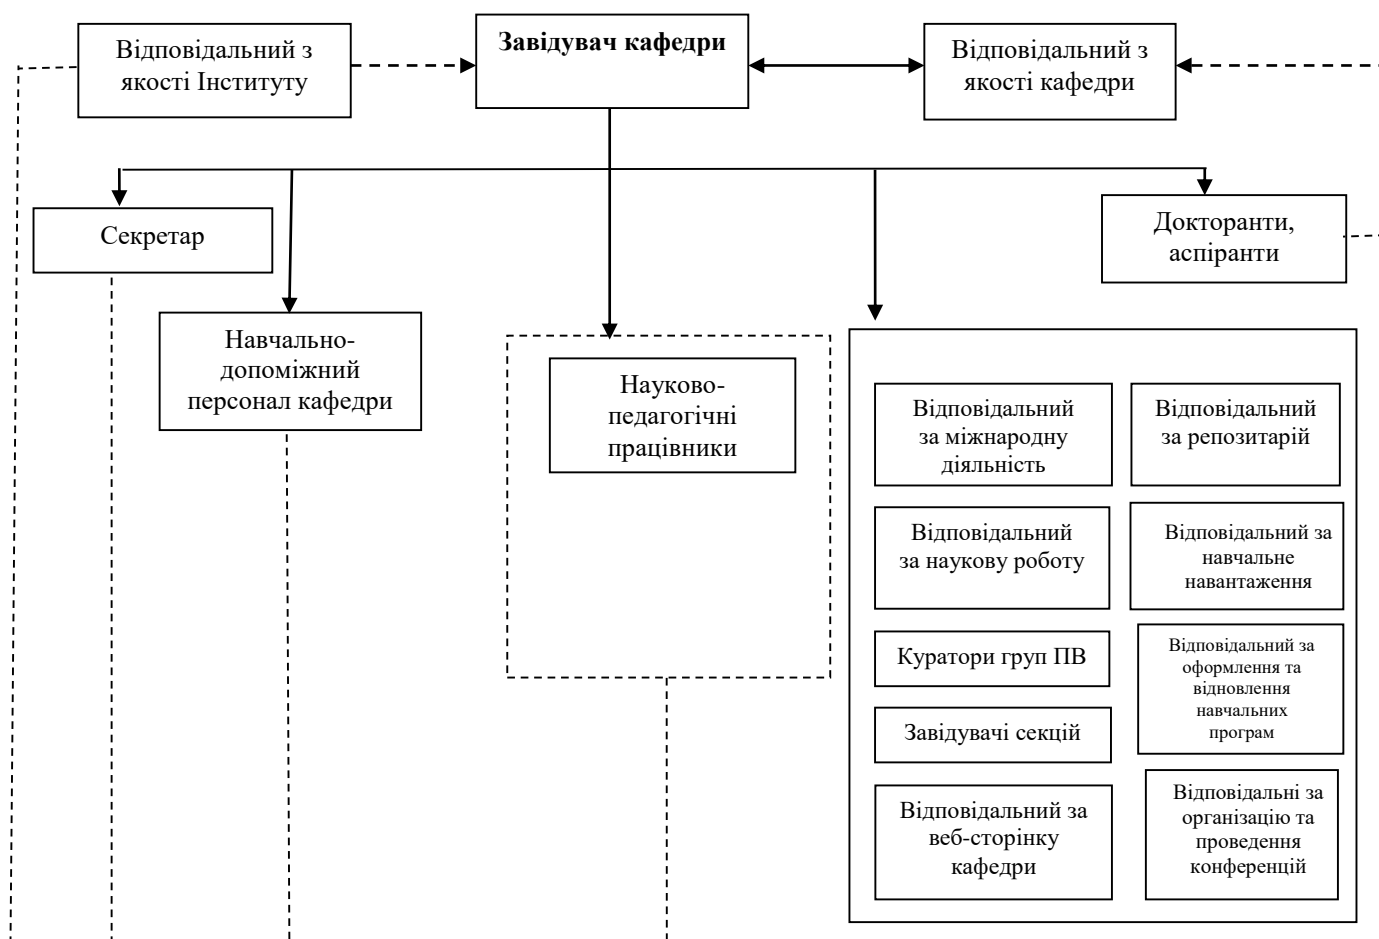 Відповідальний з
якості Інституту
Завідувач кафедри
Відповідальний з
якості кафедри
Секретар
Докторанти,
аспіранти
Навчально-
допоміжний
персонал кафедри
Науково-
педагогічні
працівники
Відповідальний
за міжнародну
діяльність
Відповідальний
за репозитарій
Відповідальний
за наукову роботу
Відповідальний за
навчальне
навантаження
Куратори груп ПВ
Відповідальний за
оформлення та
відновлення
навчальних
програм
Завідувачі секцій
Відповідальний за
веб-сторінку
кафедри
Відповідальні за
організацію та
проведення
конференцій